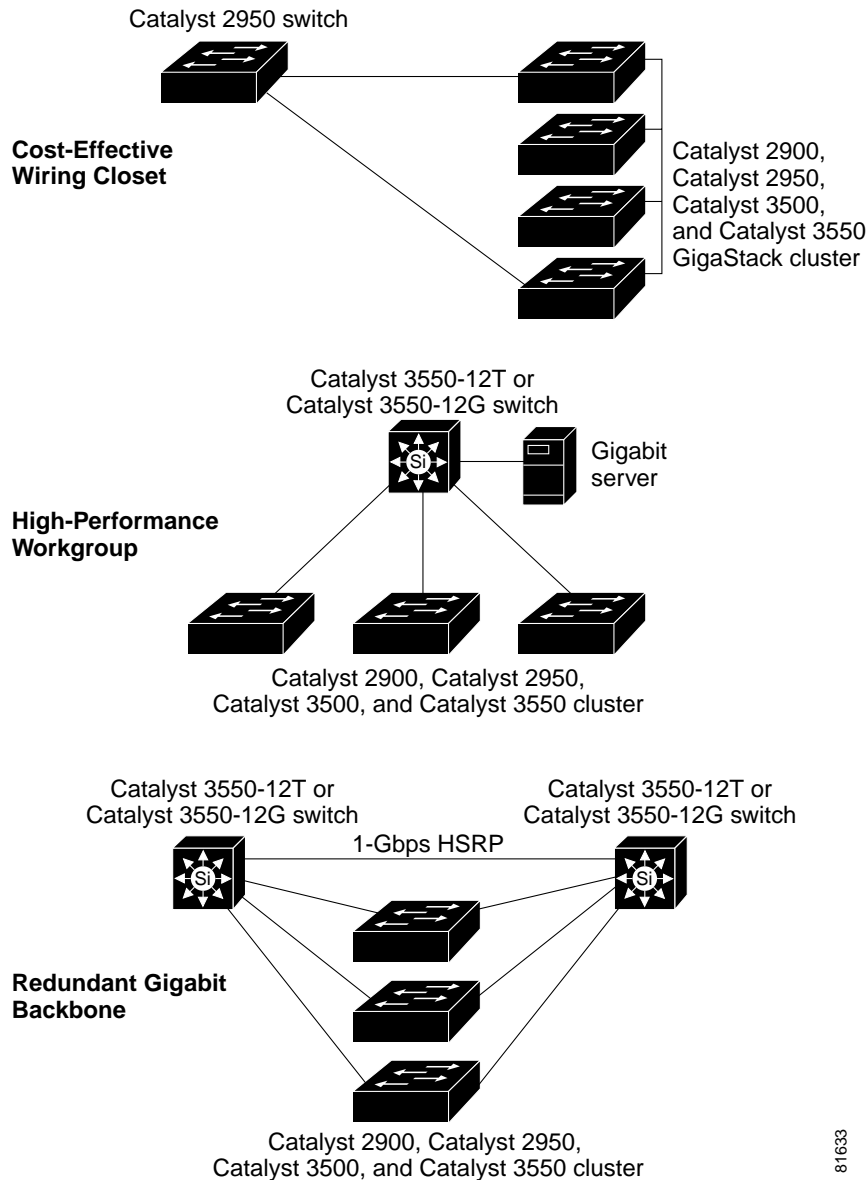 Catalyst 2950 switch
Cost-Effective
Wiring Closet
Catalyst 2900,
Catalyst 2950,
Catalyst 3500,
and Catalyst 3550
GigaStack cluster
Catalyst 3550-12T or
Catalyst 3550-12G switch
Si
Gigabit
server
High-Performance
Workgroup
Catalyst 2900, Catalyst 2950,
Catalyst 3500, and Catalyst 3550 cluster
Catalyst 3550-12T or
Catalyst 3550-12G switch
Catalyst 3550-12T or
Catalyst 3550-12G switch
1-Gbps HSRP
Si
Si
Redundant Gigabit
Backbone
Catalyst 2900, Catalyst 2950,
Catalyst 3500, and Catalyst 3550 cluster
81633